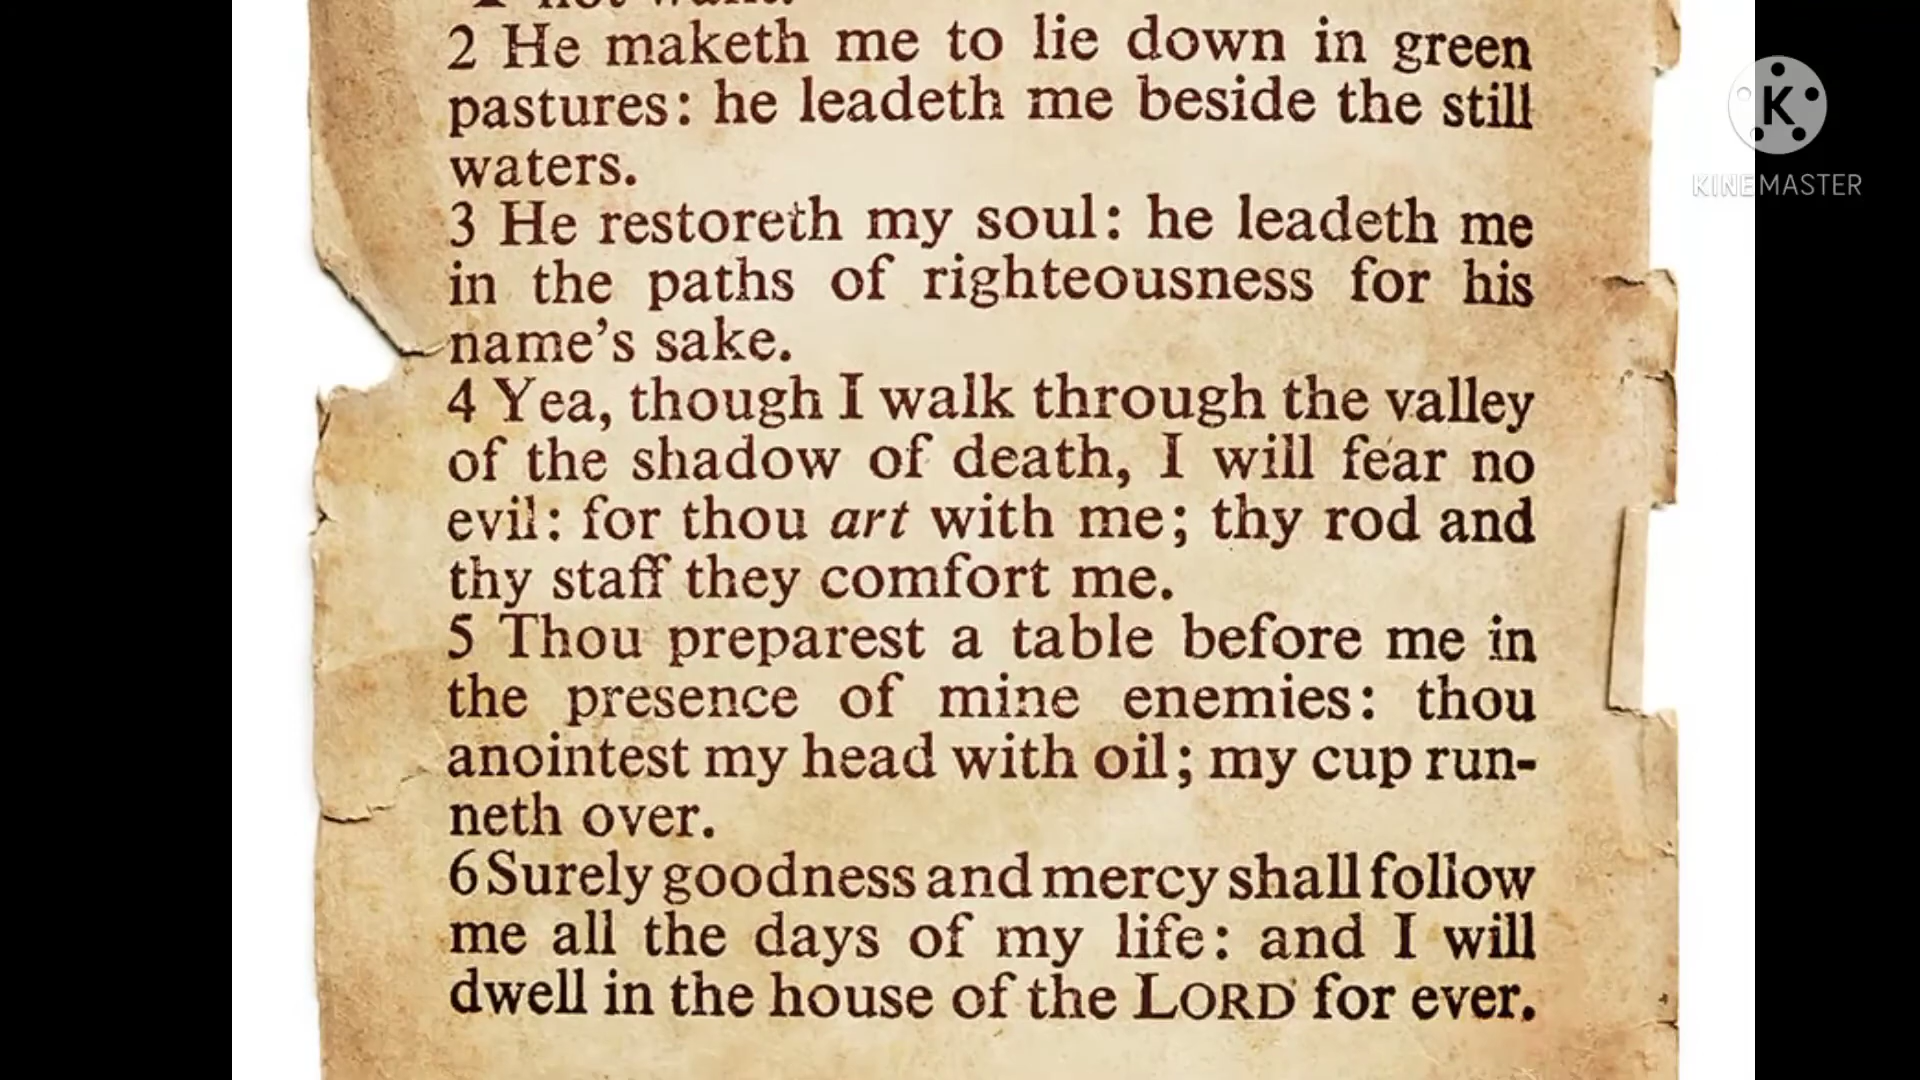 not want.
2 He maketh me to lie down in green
pastures: he leadeth me beside the still
waters.
3 He restoreth my soul: he leadeth me
in the paths of righteousness for his
name's sake.
4 Yea, though I walk through the valley
of the shadow of death, I will fear no
evil: for thou art with me; thy rod and
thy staff they comfort me.
5 Thou preparest a table before me in
the presence of mine enemies: thou
anointest my head with oil; my cup run-
neth over.
6 Surely goodness and mercy shall follow
me all the days of my life: and I will
dwell in the house of the LORD for ever.
K
KINEMASTER